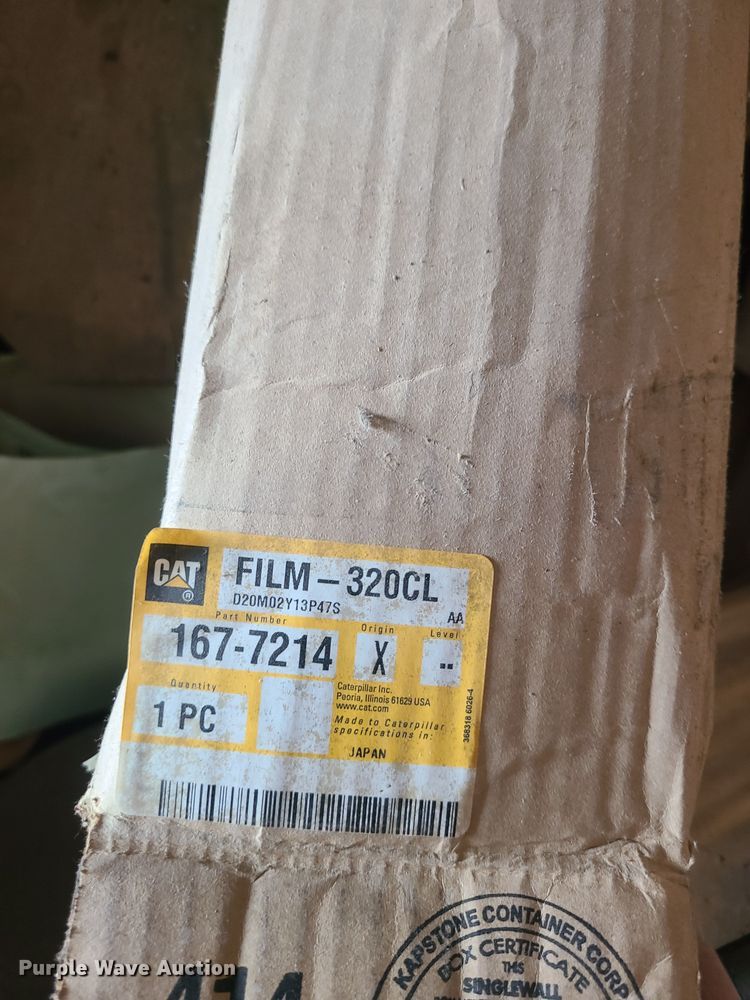 CAT
®
FILM – 320CL
D20M02Y13P47S
AA
Part Number
Origin
Level
167-7214
X
--
Quantity
1 PC
Caterpillar Inc.
Peoria, Illinois 61629 USA
www.cat.com
Made to Caterpillar
specifications in:
JAPAN
368318 6026-4
KAPSTONE CONTAINER CORP
BOX CERTIFICATE
THIS
SINGLEWALL
Purple Wave Auction